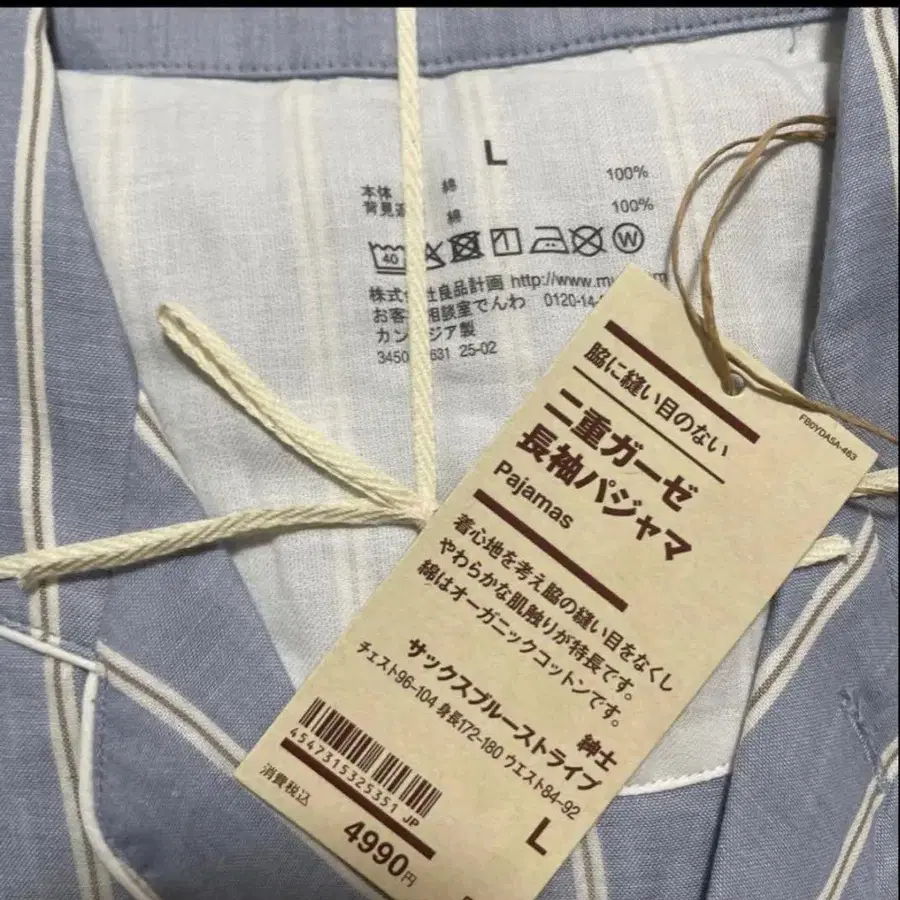 L
本体 綿 100%
背見返 綿 100%
40
W
株式会社良品計画 http://www.mu
お客様相談室でんわ 0120-14-
カンボジア製
25-02
FB0YDA5A-463
脇に縫い目のない
二重ガーゼ
長袖パジャマ
Pajamas
着心地を考え脇の縫い目をなくし
やわらかな肌触りが特長です。
綿はオーガニックコットンです。
紳士
サックスブルーストライプ
チェスト96-104 身長172-180 ウエスト84-92
L
4547315325351 JP
消費税込
4990円